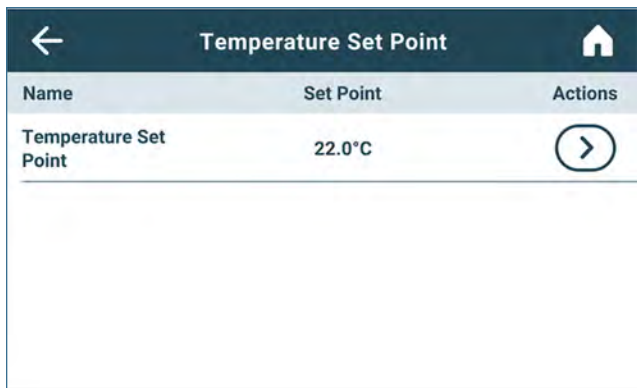 Temperature Set Point
Name Set Point Actions
Temperature Set
Point
22.0°C